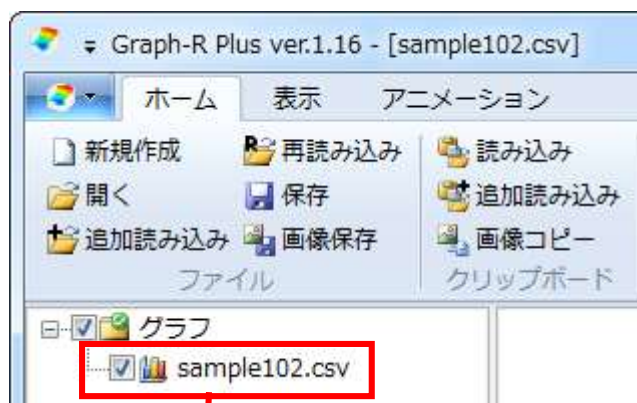 Graph-R Plus ver.1.16 - [sample102.csv]
ホーム 表示 アニメーション
新規作成 再読み込み 読み込み
開く 保存 追加読み込み
追加読み込み 画像保存 画像コピー
ファイル クリップボード
グラフ
sample102.csv